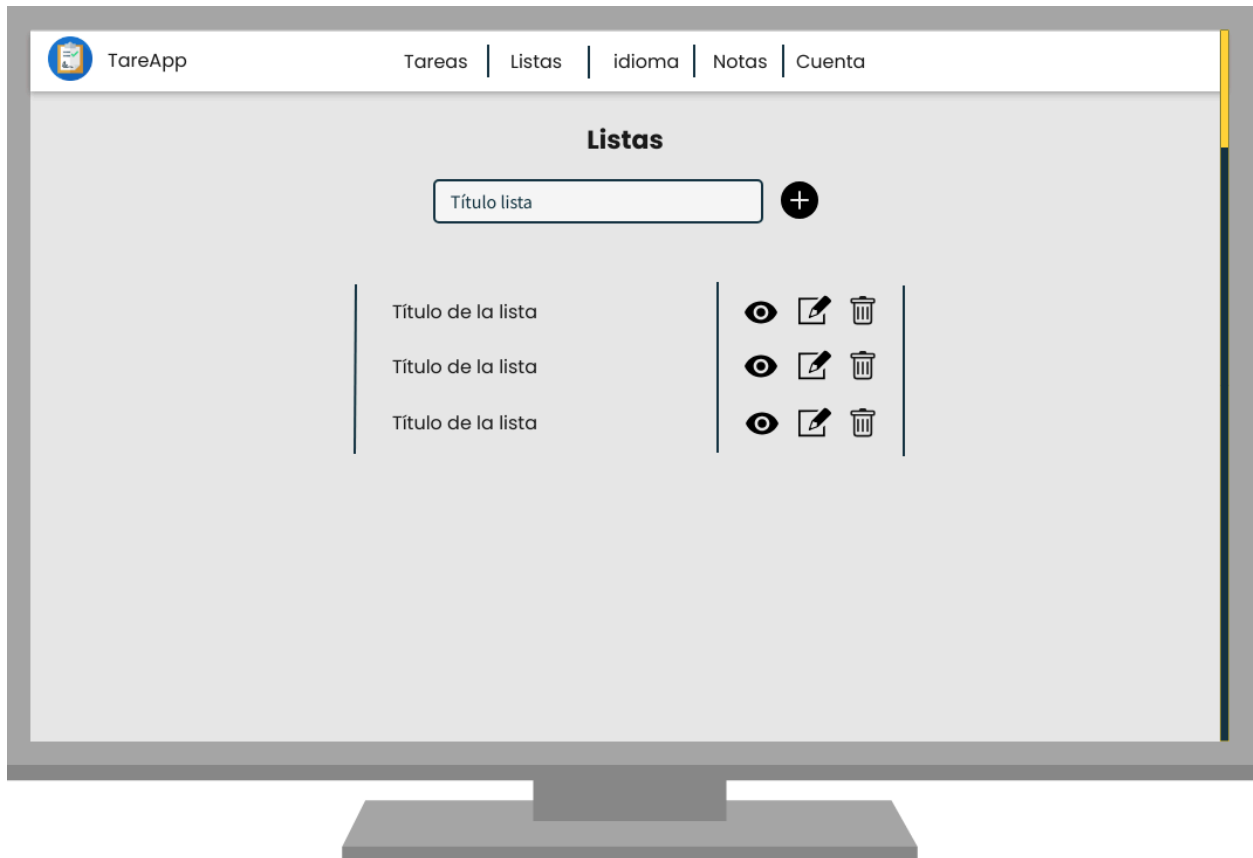 TareApp
Tareas Listas idioma Notas Cuenta
Listas
Título lista
Título de la lista
Título de la lista
Título de la lista